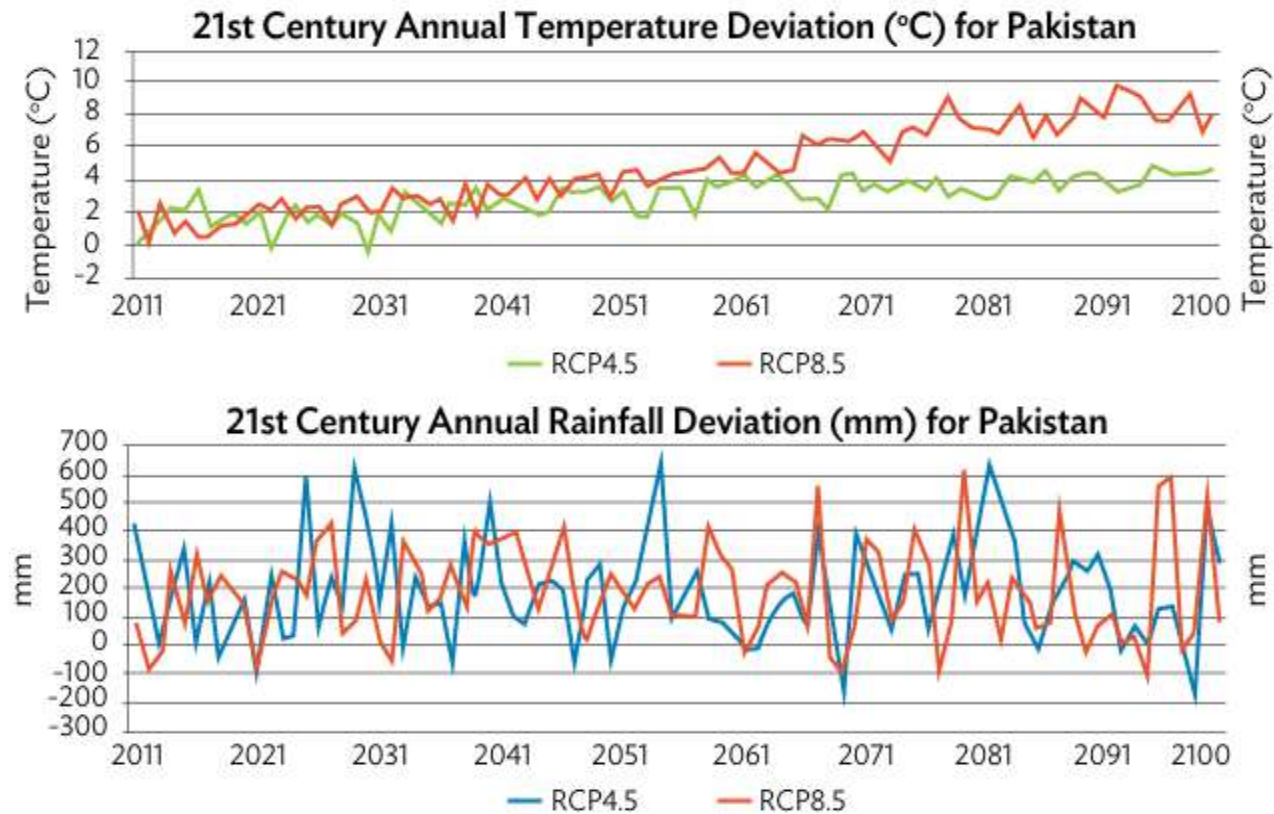 21st Century Annual Temperature Deviation (°C) for Pakistan
12
10
8
6
4
2
0
-2
Temperature (°C)
Temperature (°C)
2011 2021 2031 2041 2051 2061 2071 2081 2091 2100
RCP4.5 RCP8.5
21st Century Annual Rainfall Deviation (mm) for Pakistan
700
600
500
400
300
200
100
0
-100
-200
-300
mm
mm
2011 2021 2031 2041 2051 2061 2071 2081 2091 2100
RCP4.5 RCP8.5